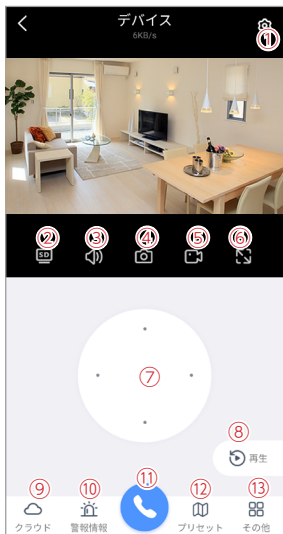 デバイス
6KB/s
①
② ③ ④ ⑤ ⑥
SD
⑦
⑧
再生
⑨ ⑩ ⑪ ⑫ ⑬
クラウド 警報情報 プリセット その他